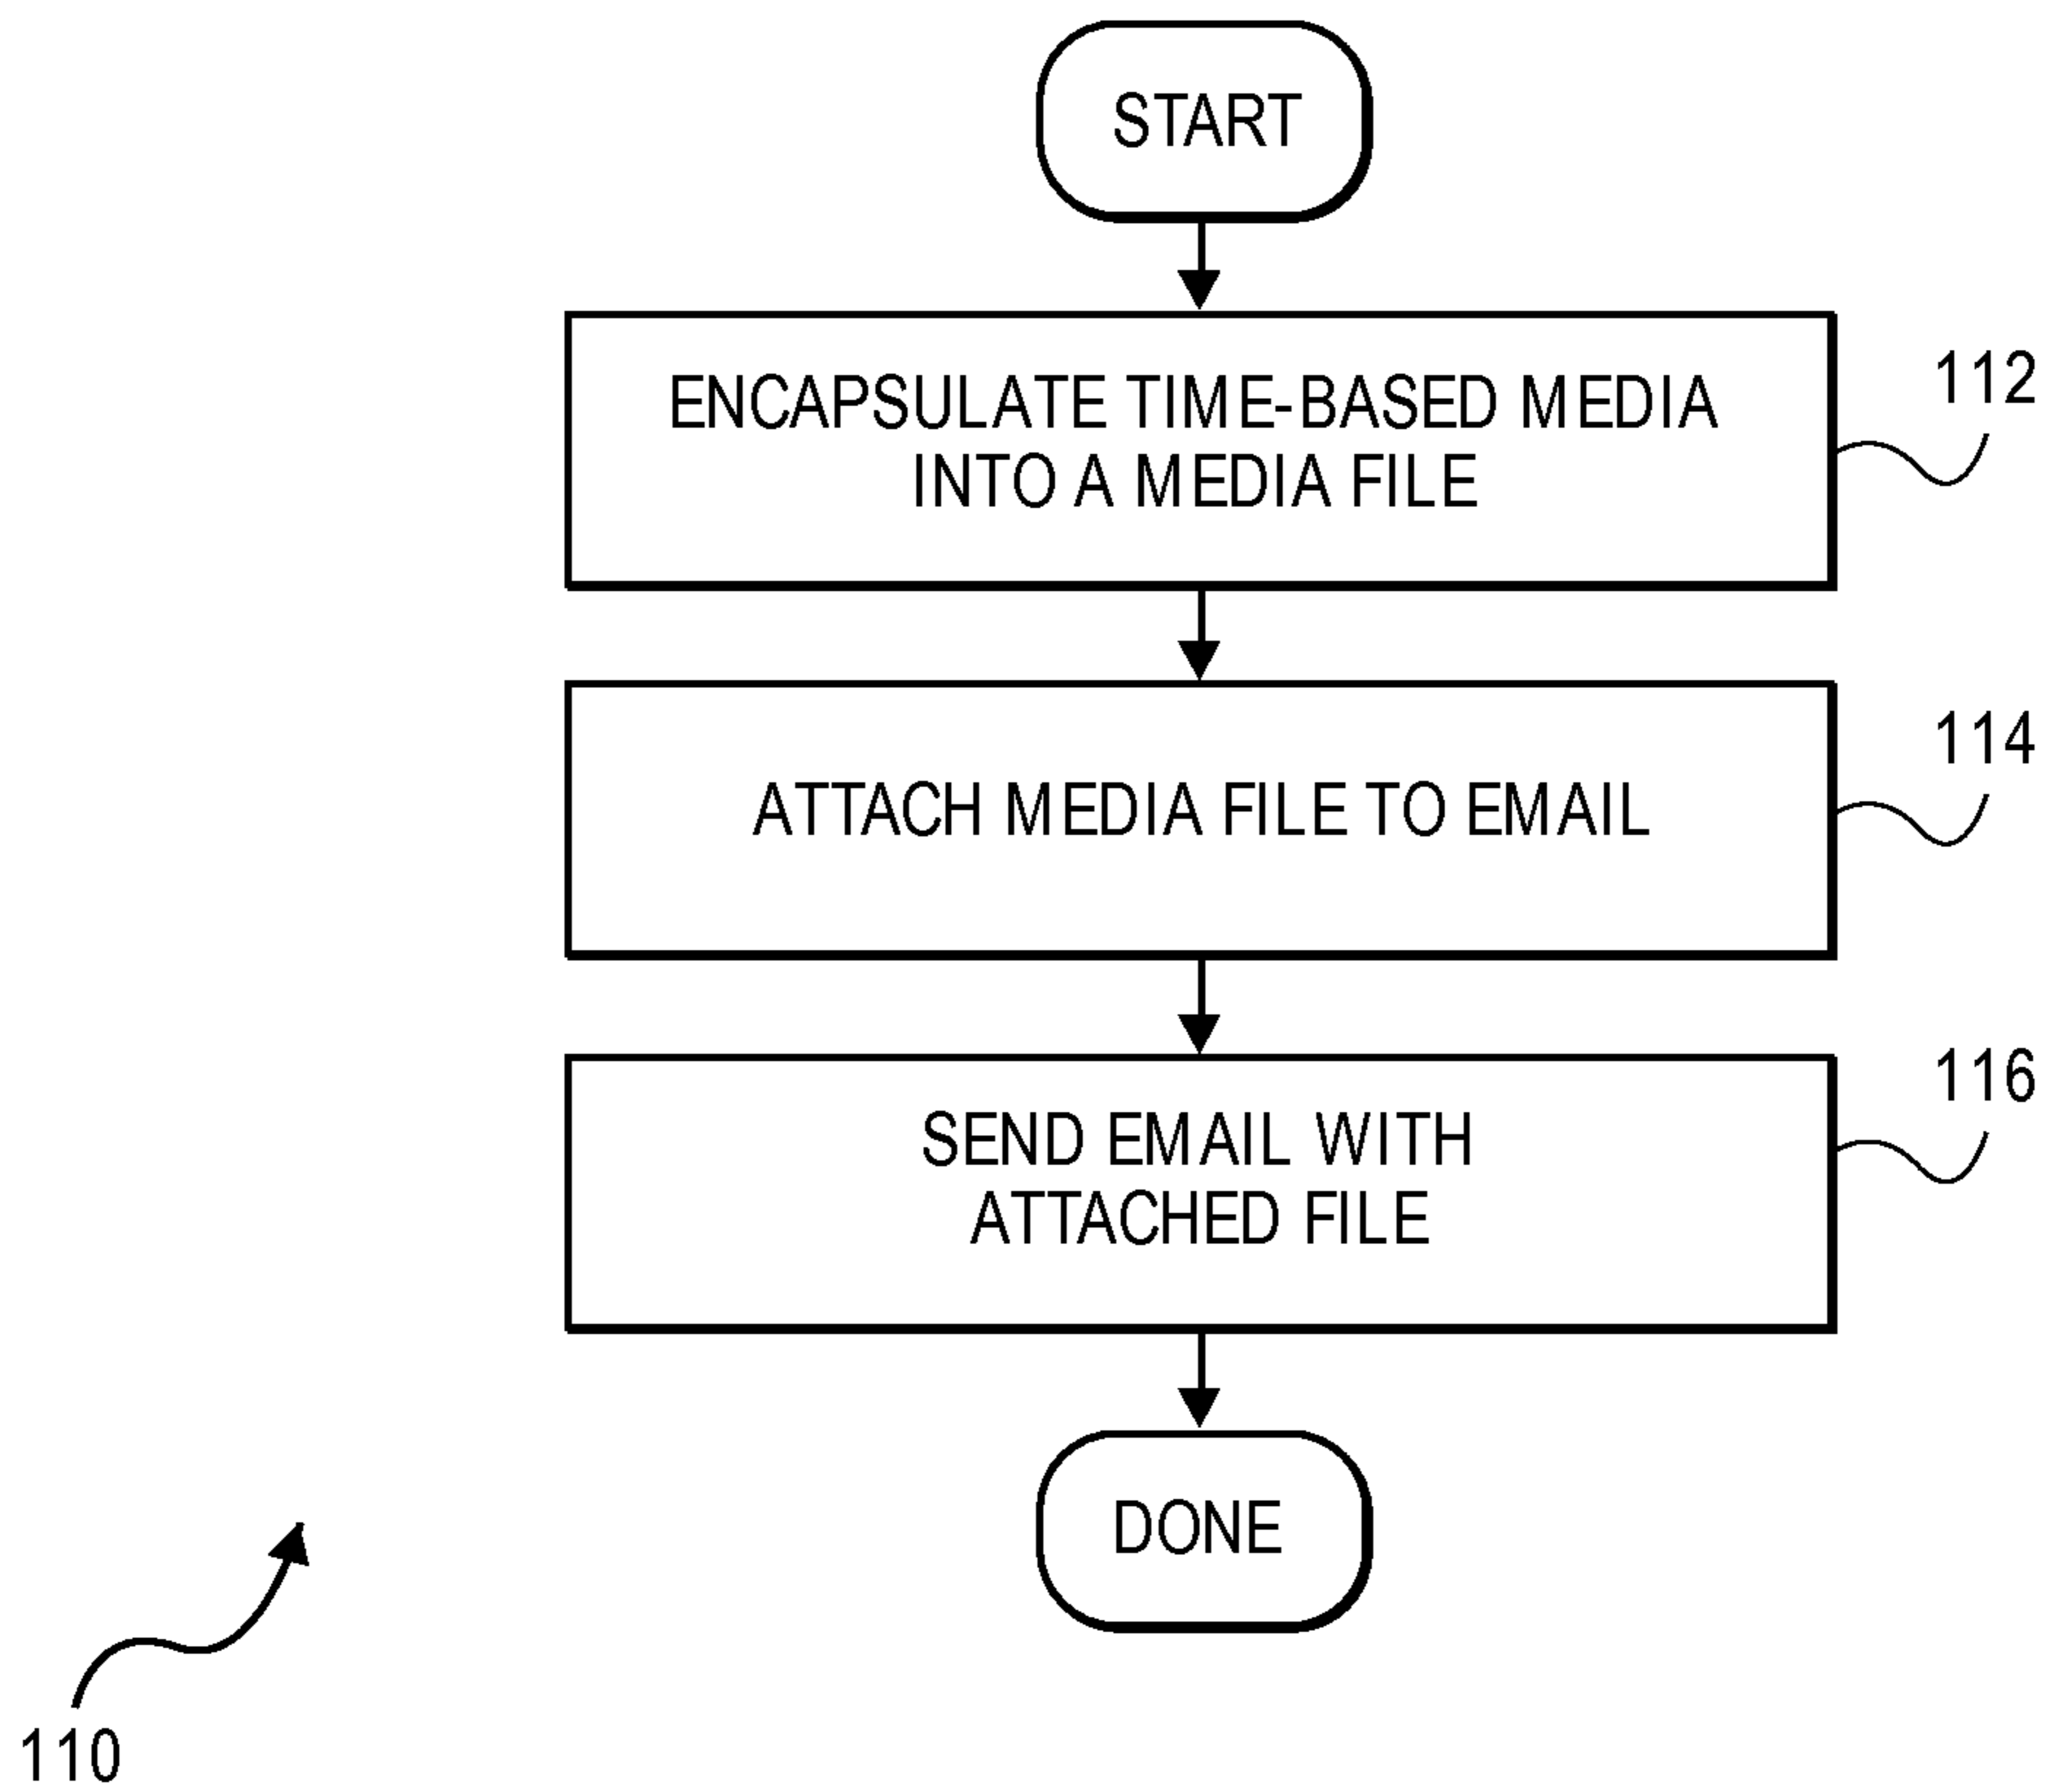 START
ENCAPSULATE TIME-BASED MEDIA
INTO A MEDIA FILE
112
ATTACH MEDIA FILE TO EMAIL
114
SEND EMAIL WITH
ATTACHED FILE
116
DONE
110